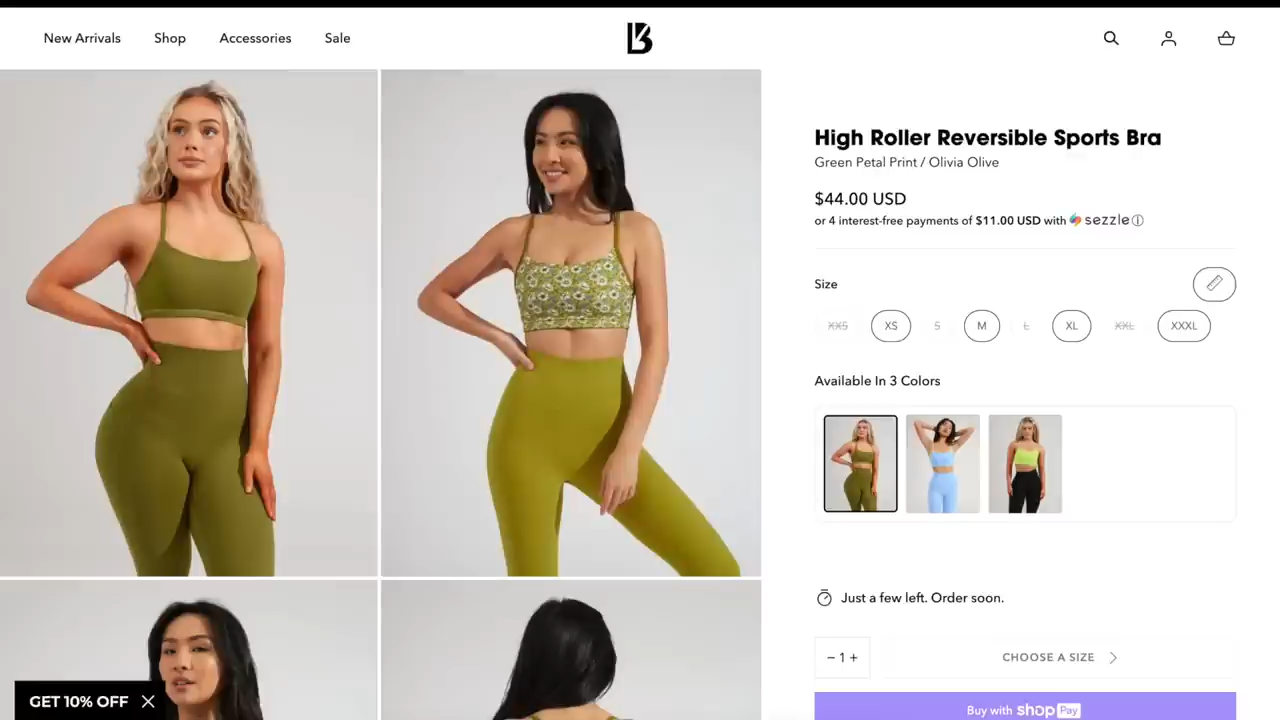 New Arrivals
Shop
Accessories
Sale
B
High Roller Reversible Sports Bra
Green Petal Print / Olivia Olive
$44.00 USD
or 4 interest-free payments of $11.00 USD with sezzle
Size
XXS XS S M L XL XXL XXXL
Available In 3 Colors
Just a few left. Order soon.
− 1 +
CHOOSE A SIZE
GET 10% OFF
Buy with shop Pay